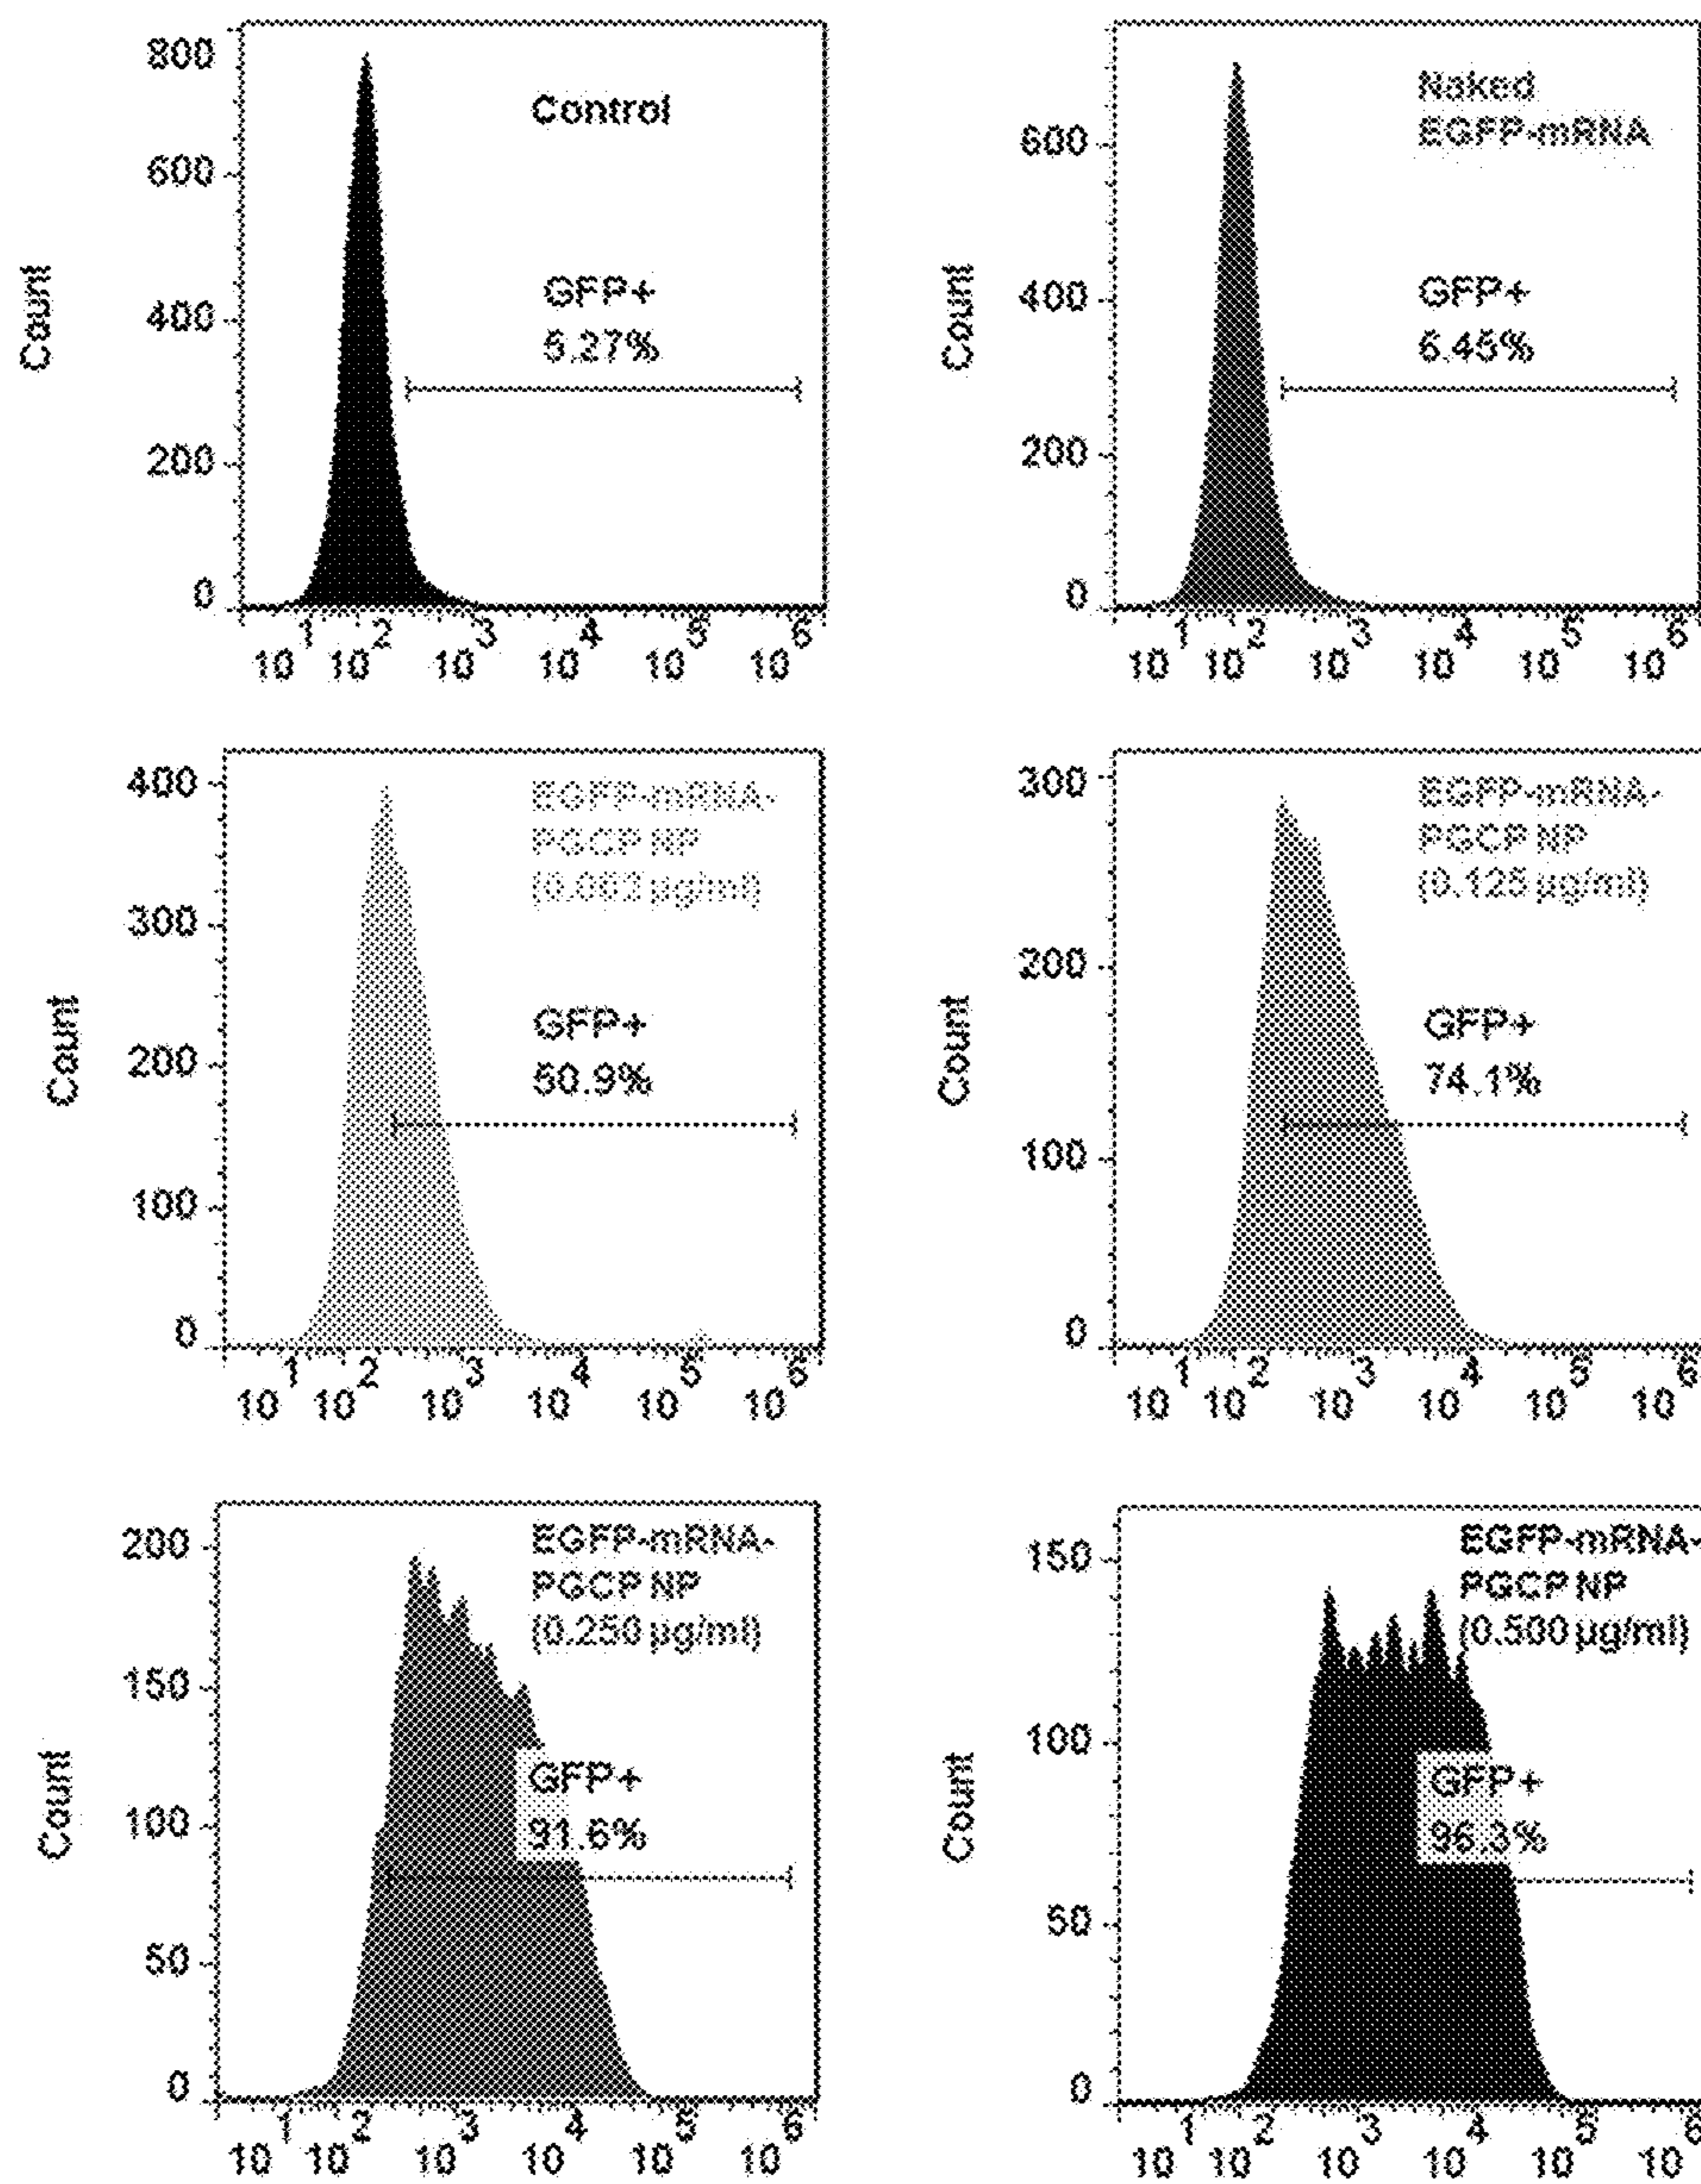 Control
GFP+
5.27%
Count
800
600
400
200
0
10^1 10^2 10^3 10^4 10^5 10^6
Naked
EGFP-mRNA
GFP+
6.45%
Count
600
400
200
0
10^1 10^2 10^3 10^4 10^5 10^6
EGFP-mRNA-
PGCP NP
(0.063 µg/ml)
GFP+
50.9%
Count
400
300
200
100
0
10^1 10^2 10^3 10^4 10^5 10^6
EGFP-mRNA-
PGCP NP
(0.125 µg/ml)
GFP+
74.1%
Count
300
200
100
0
10^1 10^2 10^3 10^4 10^5 10^6
EGFP-mRNA-
PGCP NP
(0.250 µg/ml)
GFP+
91.6%
Count
200
150
100
50
0
10^1 10^2 10^3 10^4 10^5 10^6
EGFP-mRNA-
PGCP NP
(0.500 µg/ml)
GFP+
96.3%
Count
150
100
50
0
10^1 10^2 10^3 10^4 10^5 10^6